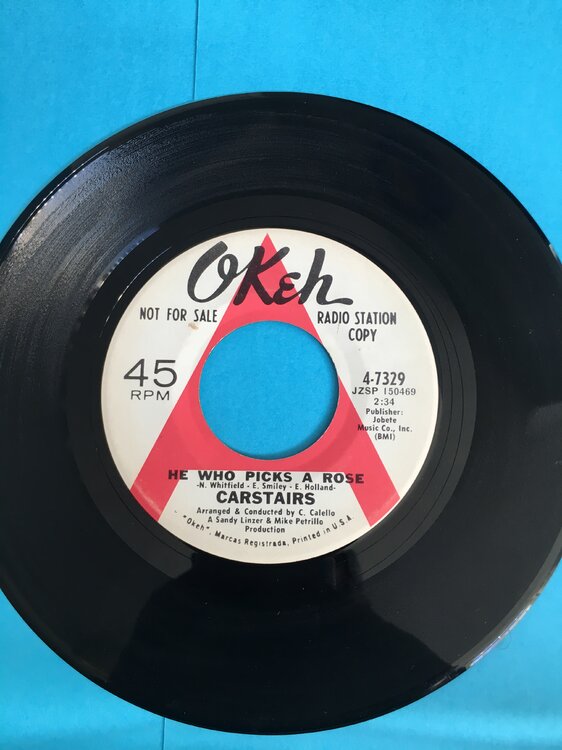 OKeh
NOT FOR SALE
RADIO STATION
COPY
45
RPM
4-7329
JZSP 150469
2:34
Publisher:
Jobete
Music Co., Inc.
(BMI)
HE WHO PICKS A ROSE
-N. Whitfield - E. Smiley - E. Holland-
CARSTAIRS
Arranged & Conducted by C. Calello
A Sandy Linzer & Mike Petrillo
Production
"Okeh", Marcas Registrada, Printed in U.S.A.